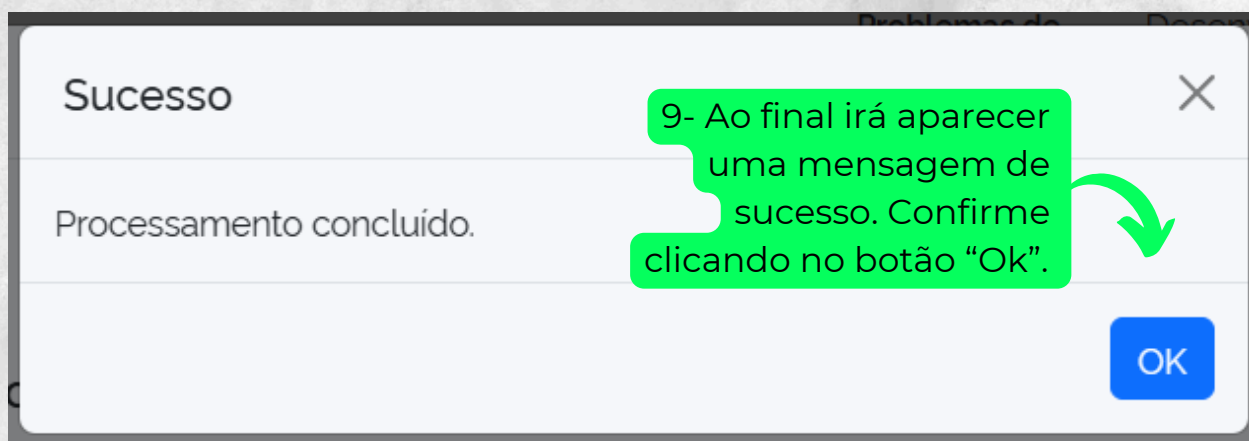 Sucesso
9- Ao final irá aparecer
uma mensagem de
sucesso. Confirme
clicando no botão “Ok”.
Processamento concluído.
OK